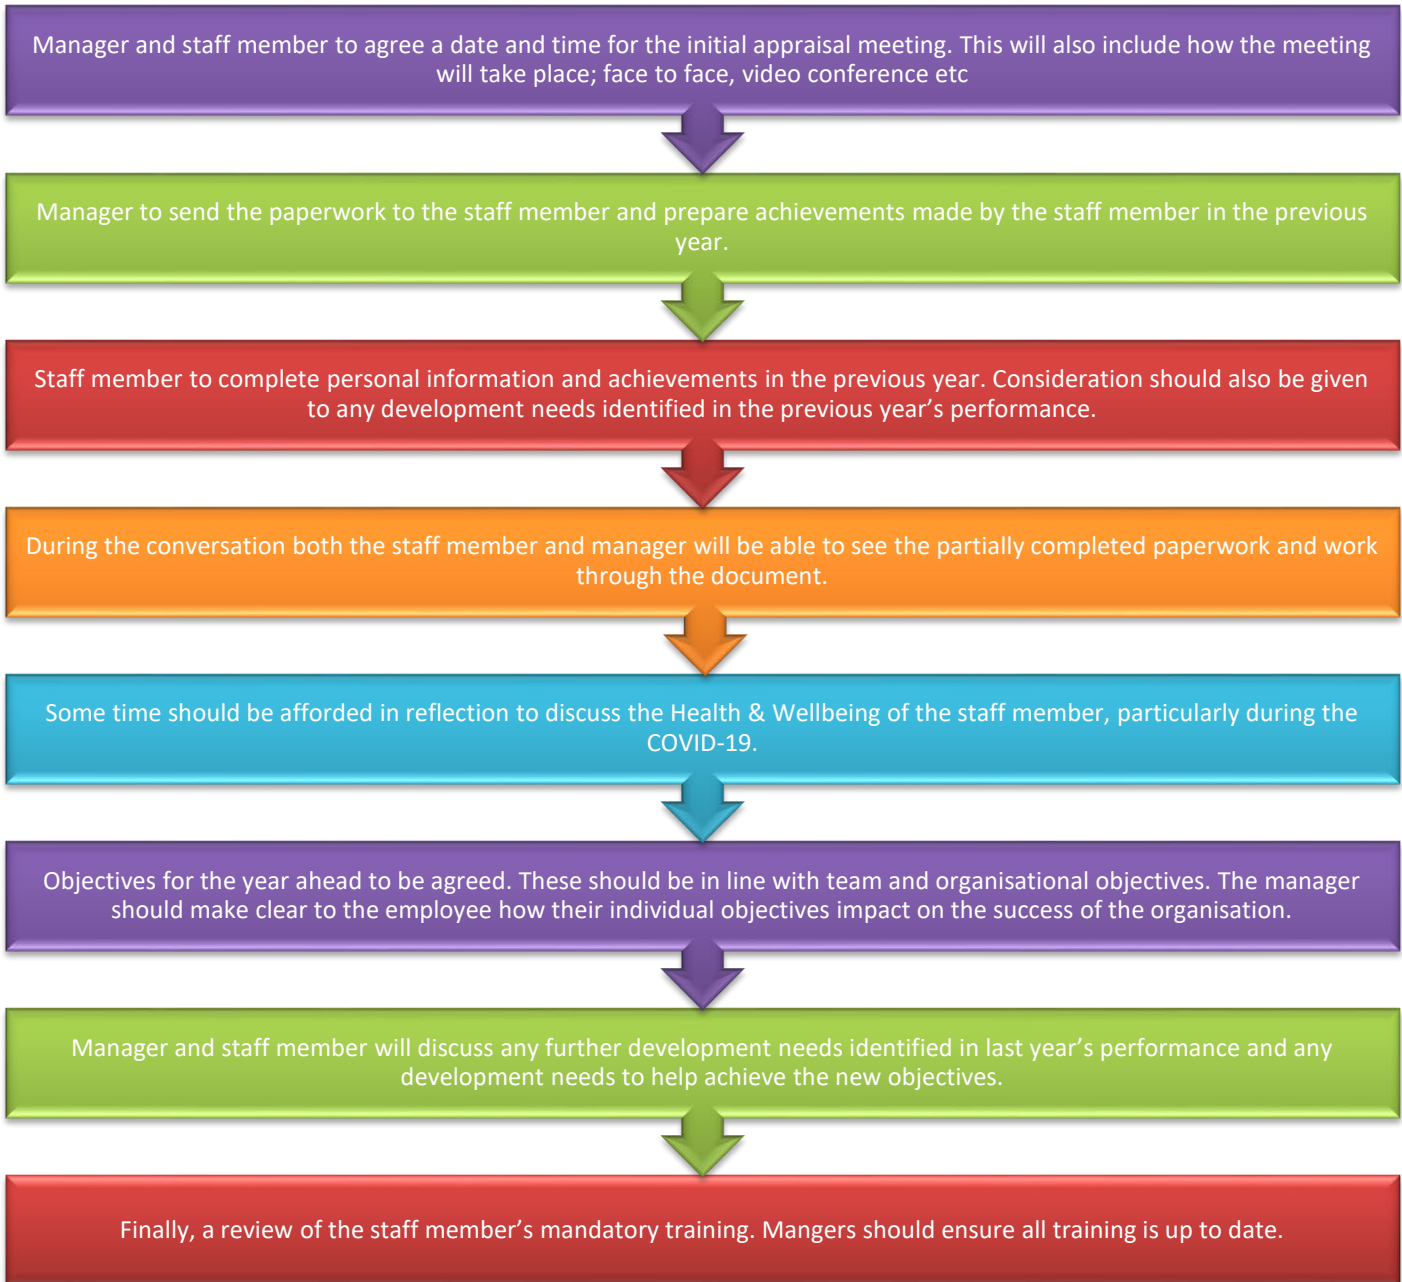 Manager and staff member to agree a date and time for the initial appraisal meeting. This will also include how the meeting
will take place; face to face, video conference etc
Manager to send the paperwork to the staff member and prepare achievements made by the staff member in the previous
year.
Staff member to complete personal information and achievements in the previous year. Consideration should also be given
to any development needs identified in the previous year’s performance.
During the conversation both the staff member and manager will be able to see the partially completed paperwork and work
through the document.
Some time should be afforded in reflection to discuss the Health & Wellbeing of the staff member, particularly during the
COVID-19.
Objectives for the year ahead to be agreed. These should be in line with team and organisational objectives. The manager
should make clear to the employee how their individual objectives impact on the success of the organisation.
Manager and staff member will discuss any further development needs identified in last year’s performance and any
development needs to help achieve the new objectives.
Finally, a review of the staff member’s mandatory training. Mangers should ensure all training is up to date.